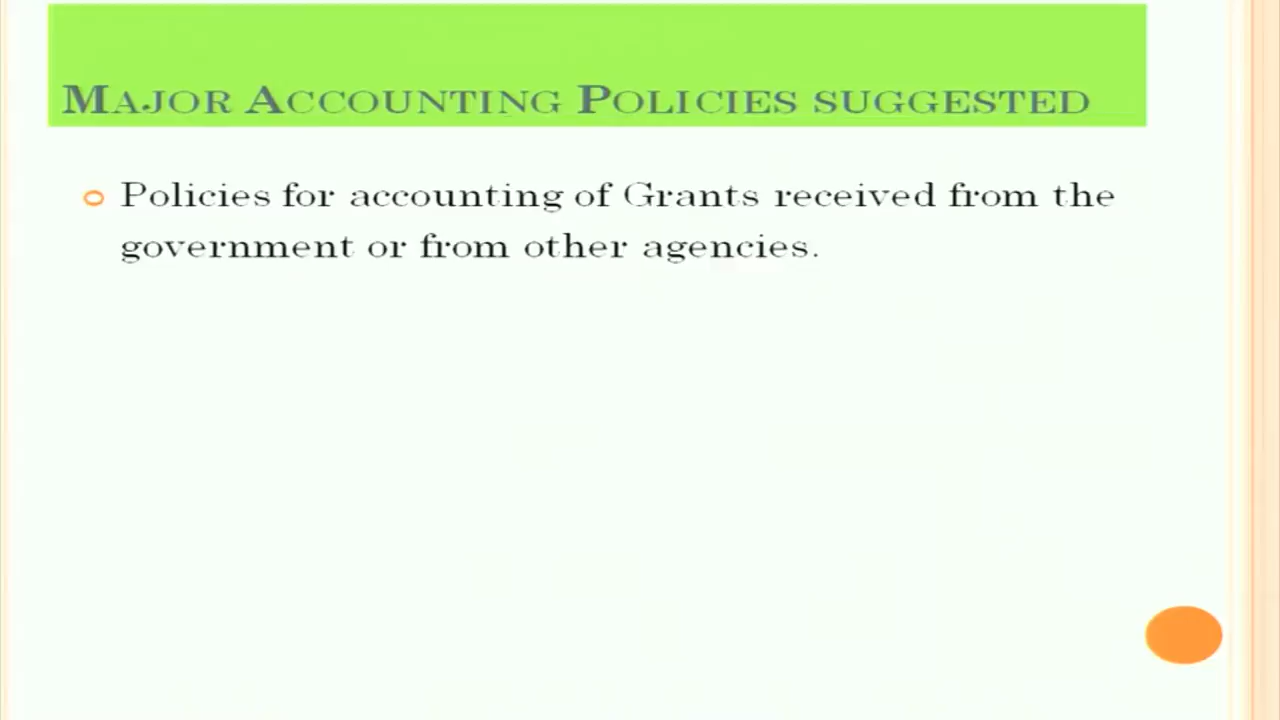 Major Accounting Policies suggested
Policies for accounting of Grants received from the
government or from other agencies.